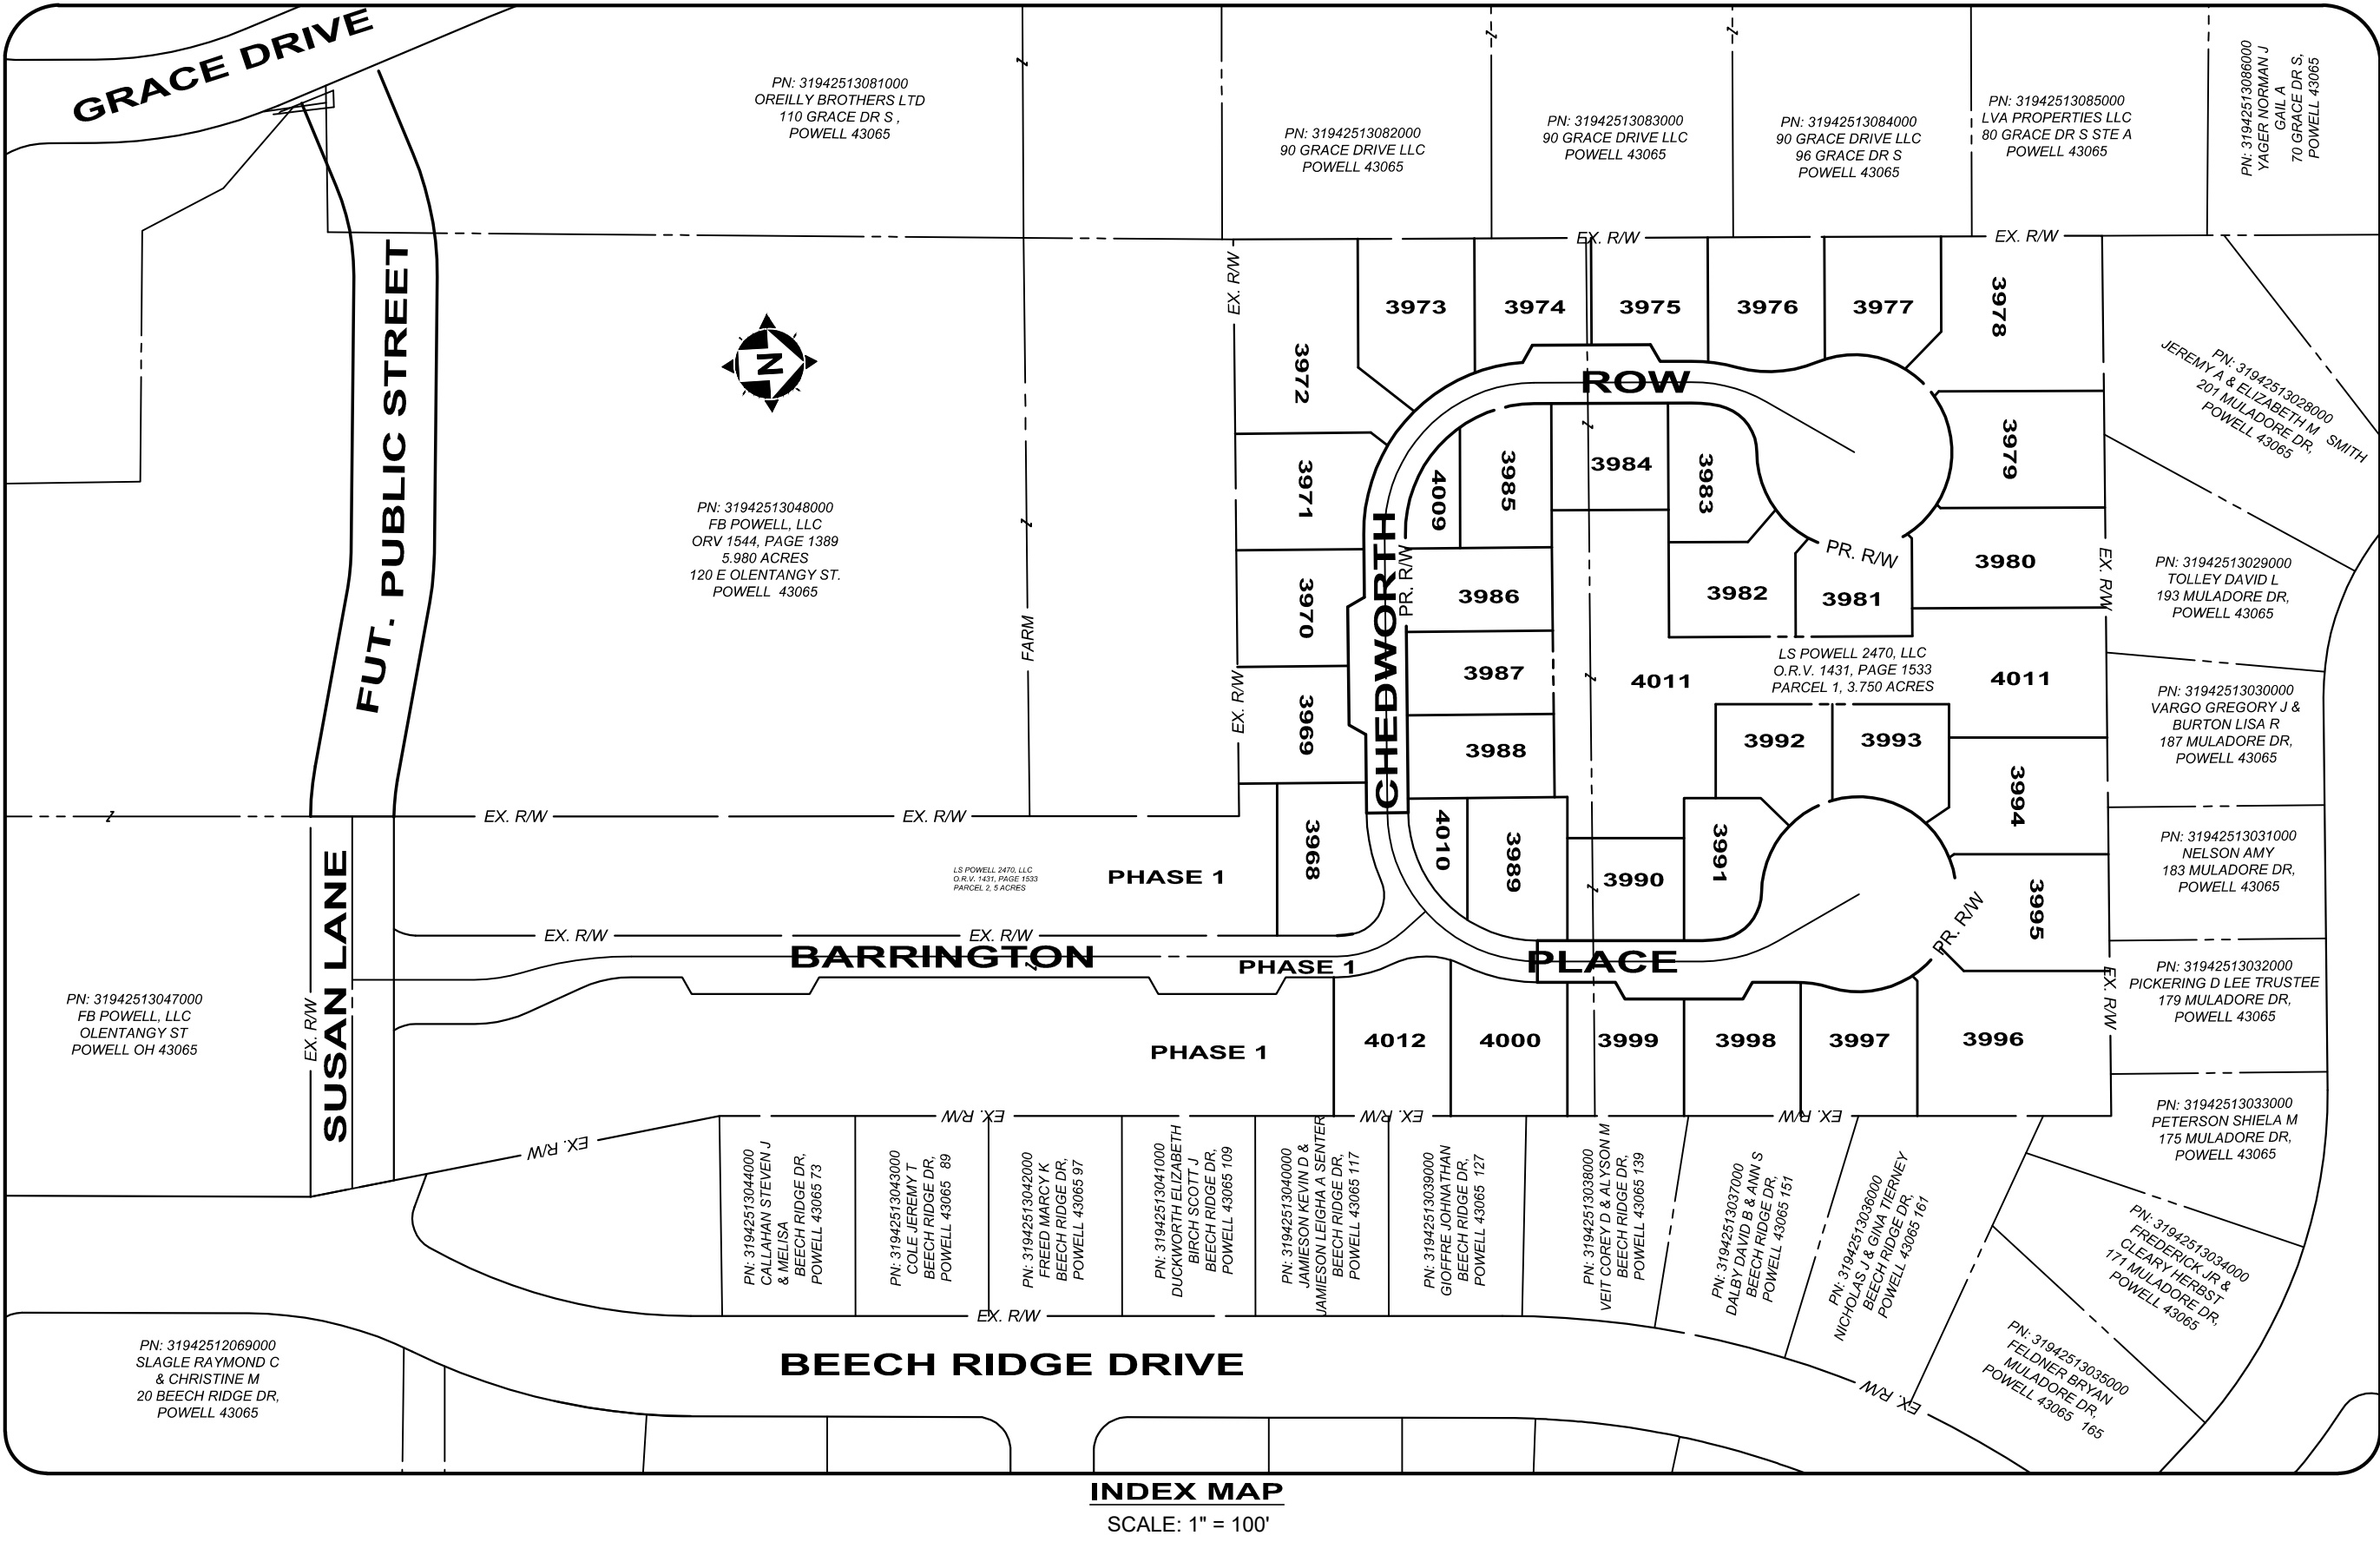 GRACE DRIVE
PN: 31942513081000
OREILLY BROTHERS LTD
110 GRACE DR S ,
POWELL 43065
PN: 31942513082000
90 GRACE DRIVE LLC
POWELL 43065
PN: 31942513083000
90 GRACE DRIVE LLC
POWELL 43065
PN: 31942513084000
90 GRACE DRIVE LLC
96 GRACE DR S
POWELL 43065
PN: 31942513085000
LVA PROPERTIES LLC
80 GRACE DR S STE A
POWELL 43065
PN: 31942513086000
YAGER NORMAN J
GAIL A
70 GRACE DR S,
POWELL 43065
EX. R/W
EX. R/W
EX. R/W
FUT. PUBLIC STREET
N
3973
3974
3975
3976
3977
3978
3972
ROW
PN: 31942513028000
JEREMY A & ELIZABETH M SMITH
201 MULADORE DR,
POWELL 43065
3971
4009
3985
3984
3983
3979
PN: 31942513048000
FB POWELL, LLC
ORV 1544, PAGE 1389
5.980 ACRES
120 E OLENTANGY ST.
POWELL 43065
CHEDWORTH
PR. R/W
PR. R/W
3980
EX. R/W
PN: 31942513029000
TOLLEY DAVID L
193 MULADORE DR,
POWELL 43065
FARM
3970
3986
3982
3981
EX. R/W
3969
3987
4011
LS POWELL 2470, LLC
O.R.V. 1431, PAGE 1533
PARCEL 1, 3.750 ACRES
4011
PN: 31942513030000
VARGO GREGORY J &
BURTON LISA R
187 MULADORE DR,
POWELL 43065
3988
3992
3993
3994
EX. R/W
EX. R/W
SUSAN LANE
EX. R/W
LS POWELL 2470, LLC
O.R.V. 1431, PAGE 1533
PARCEL 2, 5 ACRES
PHASE 1
3968
4010
3989
3990
3991
3995
PR. R/W
PN: 31942513031000
NELSON AMY
183 MULADORE DR,
POWELL 43065
EX. R/W
EX. R/W
BARRINGTON
PHASE 1
PLACE
PN: 31942513032000
PICKERING D LEE TRUSTEE
179 MULADORE DR,
POWELL 43065
EX. R/W
PN: 31942513047000
FB POWELL, LLC
OLENTANGY ST
POWELL OH 43065
PHASE 1
4012
4000
3999
3998
3997
3996
EX. R/W
EX. R/W
EX. R/W
EX. R/W
PN: 31942513033000
PETERSON SHIELA M
175 MULADORE DR,
POWELL 43065
PN: 31942513044000
CALLAHAN STEVEN J
& MELISA
BEECH RIDGE DR,
POWELL 43065 73
PN: 31942513043000
COLE JEREMY T
BEECH RIDGE DR,
POWELL 43065 89
PN: 31942513042000
FREED MARCY K
BEECH RIDGE DR,
POWELL 43065 97
PN: 31942513041000
DUCKWORTH ELIZABETH
BIRCH SCOTT J
BEECH RIDGE DR,
POWELL 43065 109
PN: 31942513040000
JAMIESON KEVIN D &
JAMIESON LEIGHA A SENTER
BEECH RIDGE DR,
POWELL 43065 117
PN: 31942513039000
GIOFFRE JOHNATHAN
BEECH RIDGE DR,
POWELL 43065 127
PN: 31942513038000
VEIT COREY D & ALYSON M
BEECH RIDGE DR,
POWELL 43065 139
PN: 31942513037000
DALBY DAVID B & ANN S
BEECH RIDGE DR,
POWELL 43065 151
PN: 31942513036000
NICHOLAS J & GINA TIERNEY
BEECH RIDGE DR,
POWELL 43065 161
PN: 31942513034000
FREDERICK JR &
CLEARY HERBST
171 MULADORE DR,
POWELL 43065
PN: 31942513035000
FELDNER BRYAN
MULADORE DR,
POWELL 43065 165
EX. R/W
EX. R/W
BEECH RIDGE DRIVE
PN: 31942512069000
SLAGLE RAYMOND C
& CHRISTINE M
20 BEECH RIDGE DR,
POWELL 43065
INDEX MAP
SCALE: 1" = 100'